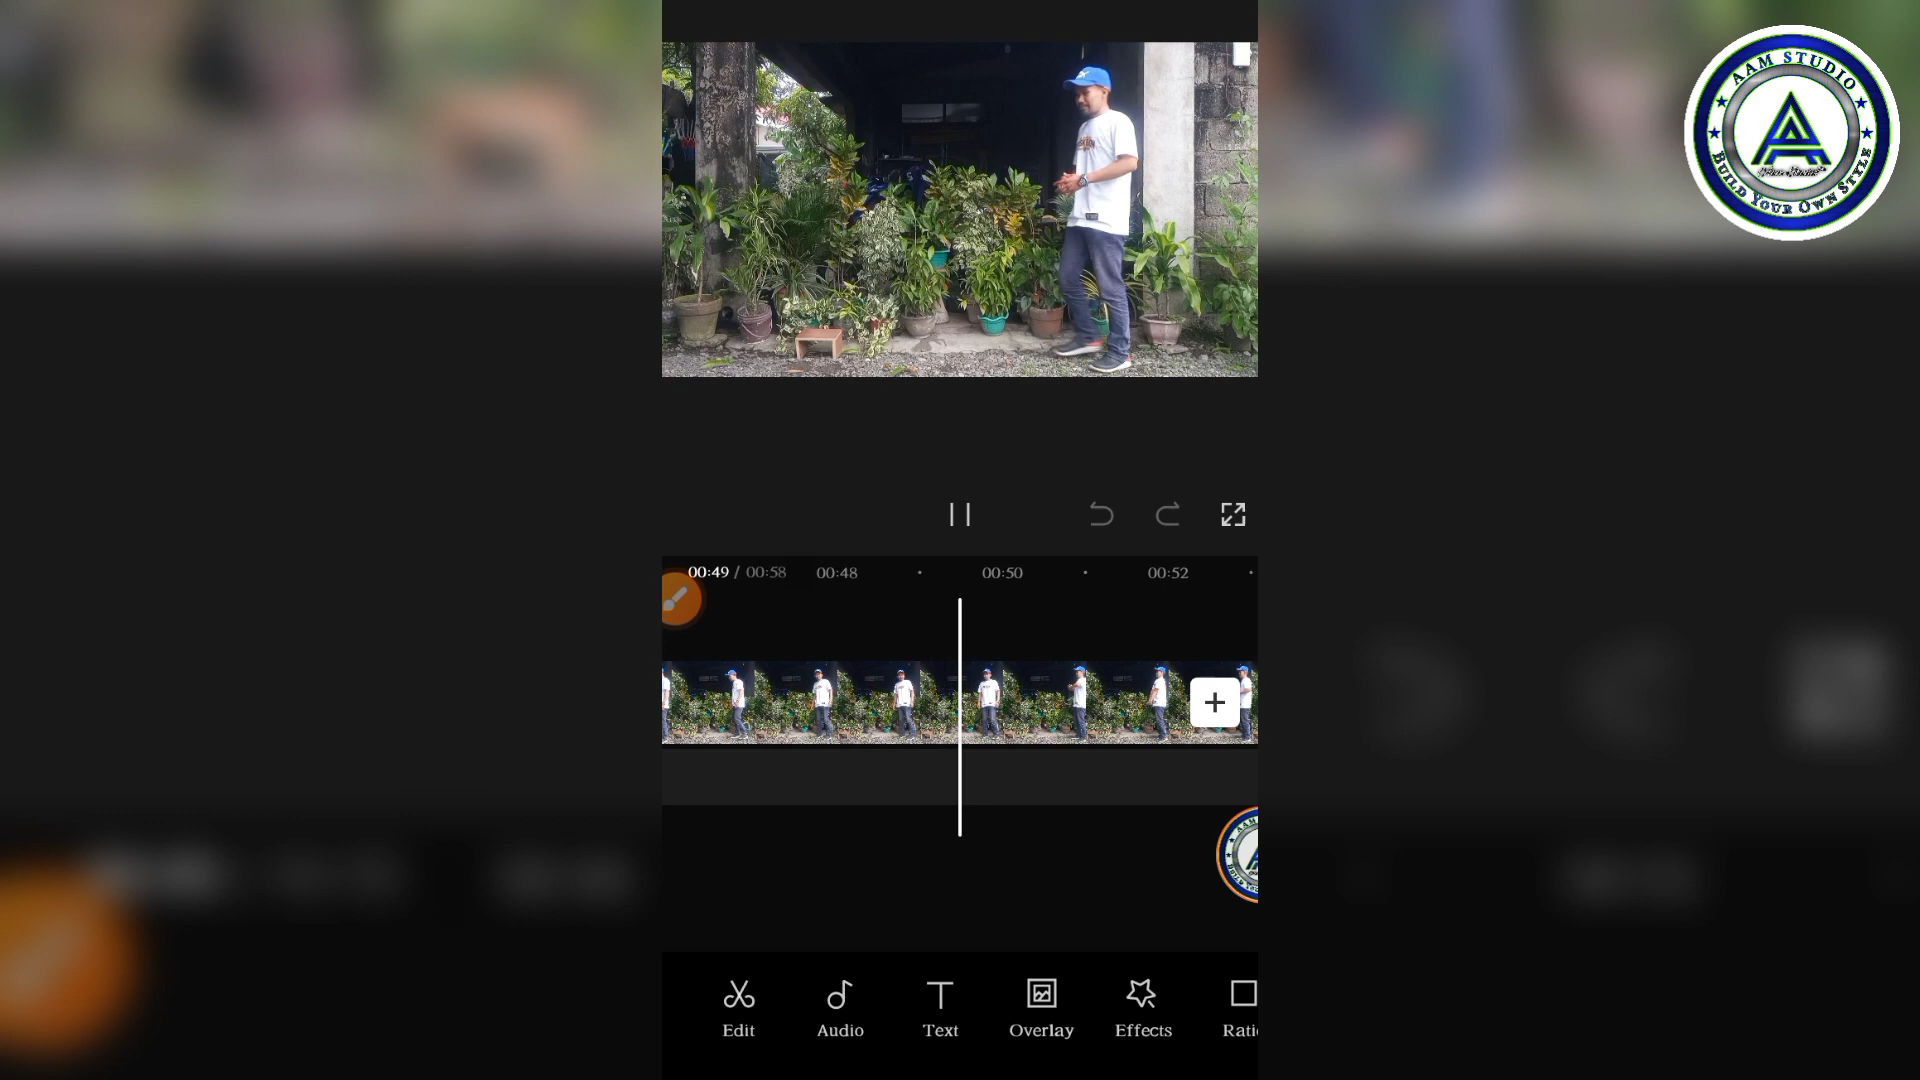 AAM STUDIO
BUILD YOUR OWN STYLE
00:49 / 00:58
00:48
00:50
00:52
Edit
Audio
Text
Overlay
Effects
Rati